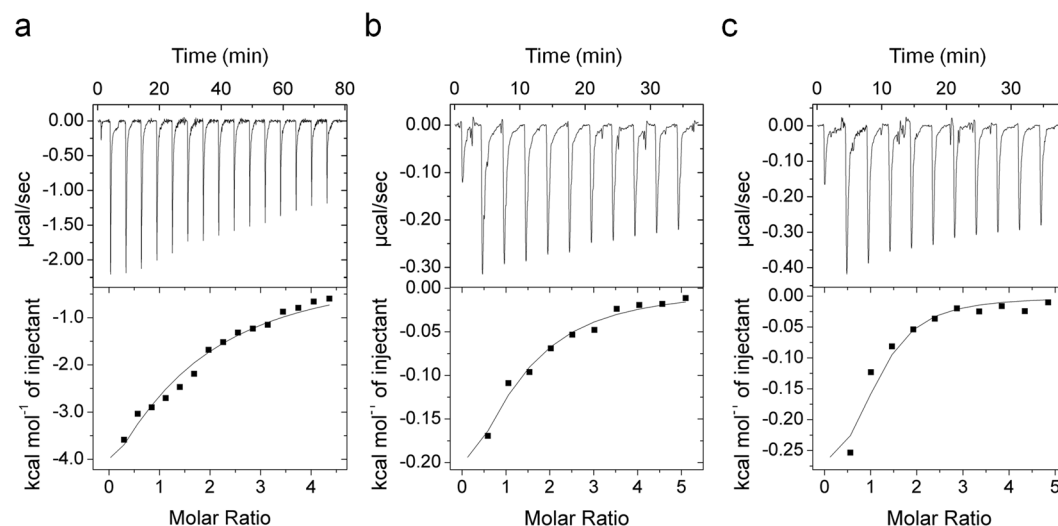 a
Time (min)
0 10 20 30 40 50 60 70 80
0.00
-0.50
-1.00
-1.50
-2.00
µcal/sec
-1.0
-2.0
-3.0
-4.0
kcal mol⁻¹ of injectant
0 1 2 3 4
Molar Ratio
b
Time (min)
0 10 20 30
0.00
-0.10
-0.20
-0.30
µcal/sec
0.00
-0.05
-0.10
-0.15
-0.20
kcal mol⁻¹ of injectant
0 1 2 3 4 5
Molar Ratio
c
Time (min)
0 10 20 30
0.00
-0.10
-0.20
-0.30
-0.40
µcal/sec
0.00
-0.05
-0.10
-0.15
-0.20
-0.25
kcal mol⁻¹ of injectant
0 1 2 3 4 5
Molar Ratio